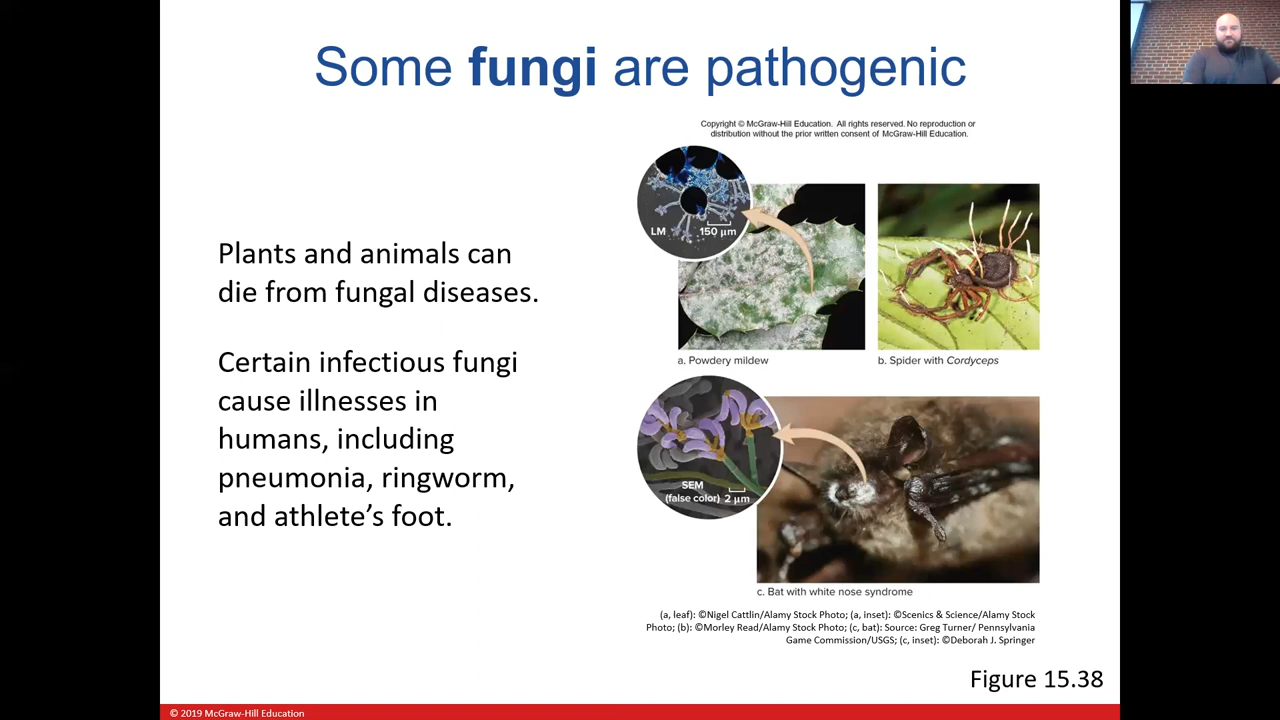 Some fungi are pathogenic
Copyright © McGraw-Hill Education. All rights reserved. No reproduction or
distribution without the prior written consent of McGraw-Hill Education.
Plants and animals can
die from fungal diseases.
Certain infectious fungi
cause illnesses in
humans, including
pneumonia, ringworm,
and athlete's foot.
LM 150 µm
a. Powdery mildew
b. Spider with Cordyceps
SEM
(false color) 2 µm
c. Bat with white nose syndrome
(a, leaf): ©Nigel Cattlin/Alamy Stock Photo; (a, inset): ©Scenics & Science/Alamy Stock
Photo; (b): ©Morley Read/Alamy Stock Photo; (c, bat): Source: Greg Turner/ Pennsylvania
Game Commission/USGS; (c, inset): ©Deborah J. Springer
Figure 15.38
© 2019 McGraw-Hill Education